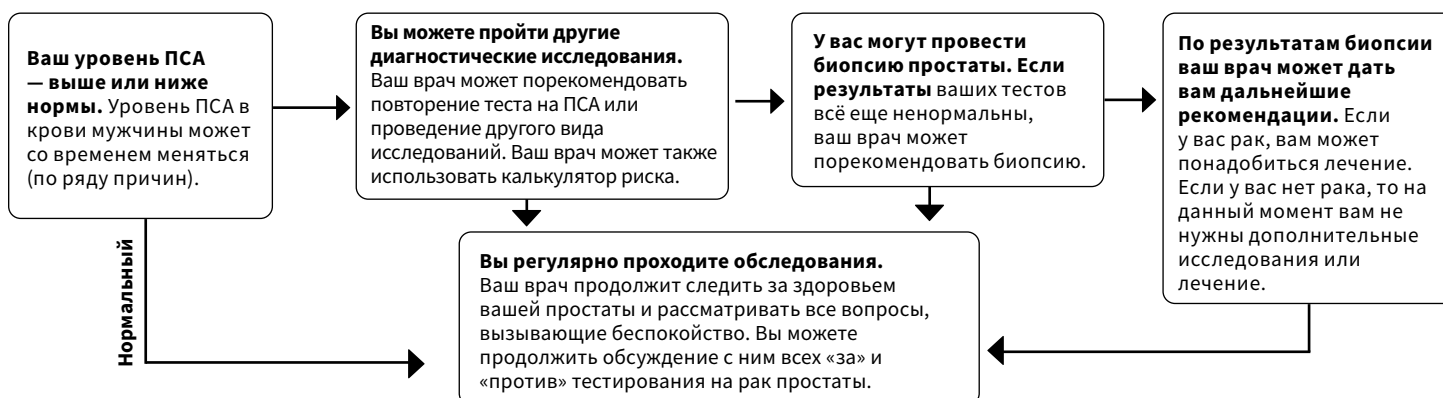 Ваш уровень ПСА
— выше или ниже
нормы. Уровень ПСА в
крови мужчины может
со временем меняться
(по ряду причин).
Вы можете пройти другие
диагностические исследования.
Ваш врач может порекомендовать
повторение теста на ПСА или
проведение другого вида
исследований. Ваш врач может также
использовать калькулятор риска.
У вас могут провести
биопсию простаты. Если
результаты ваших тестов
всё еще ненормальны,
ваш врач может
порекомендовать биопсию.
По результатам биопсии
ваш врач может дать
вам дальнейшие
рекомендации. Если
у вас рак, вам может
понадобиться лечение.
Если у вас нет рака, то на
данный момент вам не
нужны дополнительные
исследования или
лечение.
Нормальный
Вы регулярно проходите обследования.
Ваш врач продолжит следить за здоровьем
вашей простаты и рассматривать все вопросы,
вызывающие беспокойство. Вы можете
продолжить обсуждение с ним всех «за» и
«против» тестирования на рак простаты.